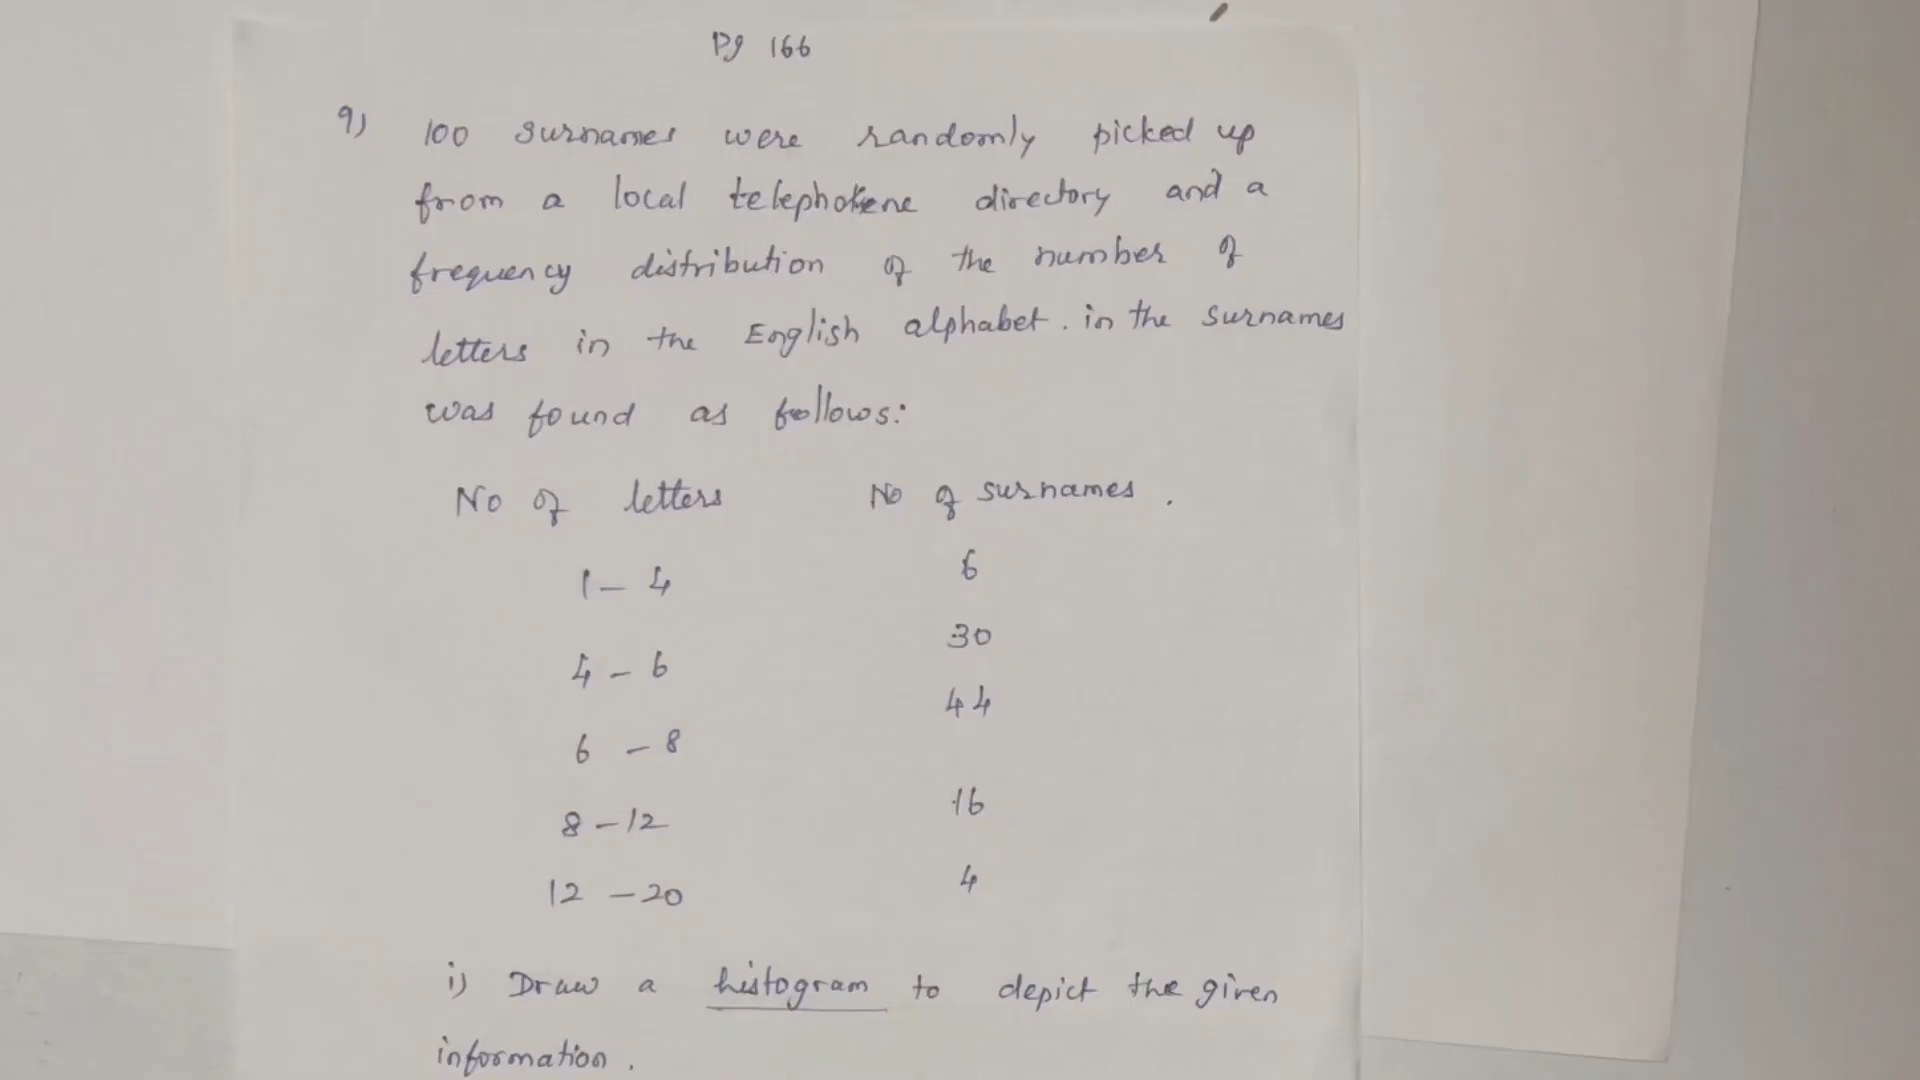 Pg 166
9) 100 surnames were randomly picked up
from a local telephone directory and a
frequency distribution of the number of
letters in the English alphabet. in the surnames
was found as follows:
No of letters No of surnames.
1 - 4 6
4 - 6 30
6 - 8 44
8 - 12 16
12 - 20 4
i) Draw a histogram to depict the given
information.